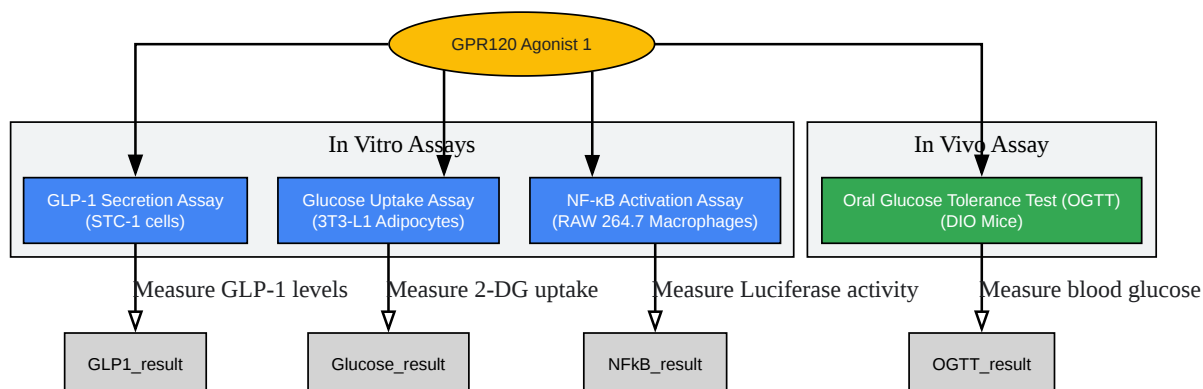 GPR120 Agonist 1
In Vitro Assays
In Vivo Assay
GLP-1 Secretion Assay
(STC-1 cells)
Glucose Uptake Assay
(3T3-L1 Adipocytes)
NF-κB Activation Assay
(RAW 264.7 Macrophages)
Oral Glucose Tolerance Test (OGTT)
(DIO Mice)
Measure GLP-1 levels
Measure 2-DG uptake
Measure Luciferase activity
Measure blood glucose
GLP1_result
Glucose_result
NFkB_result
OGTT_result